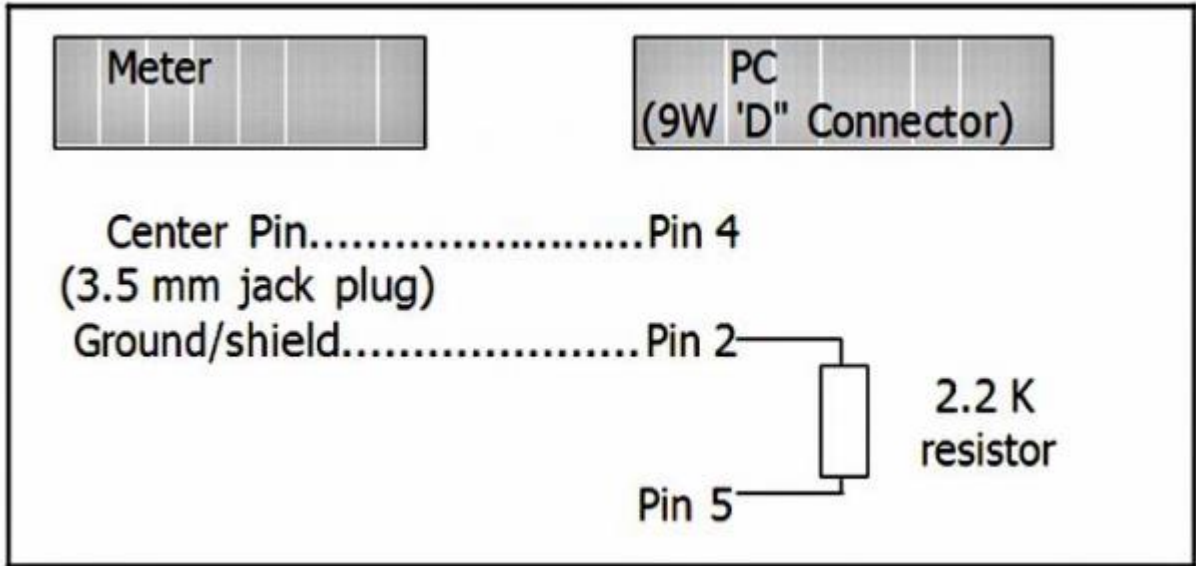 Meter
PC
(9W 'D" Connector)
Center Pin........................Pin 4
(3.5 mm jack plug)
Ground/shield.....................Pin 2
2.2 K
resistor
Pin 5